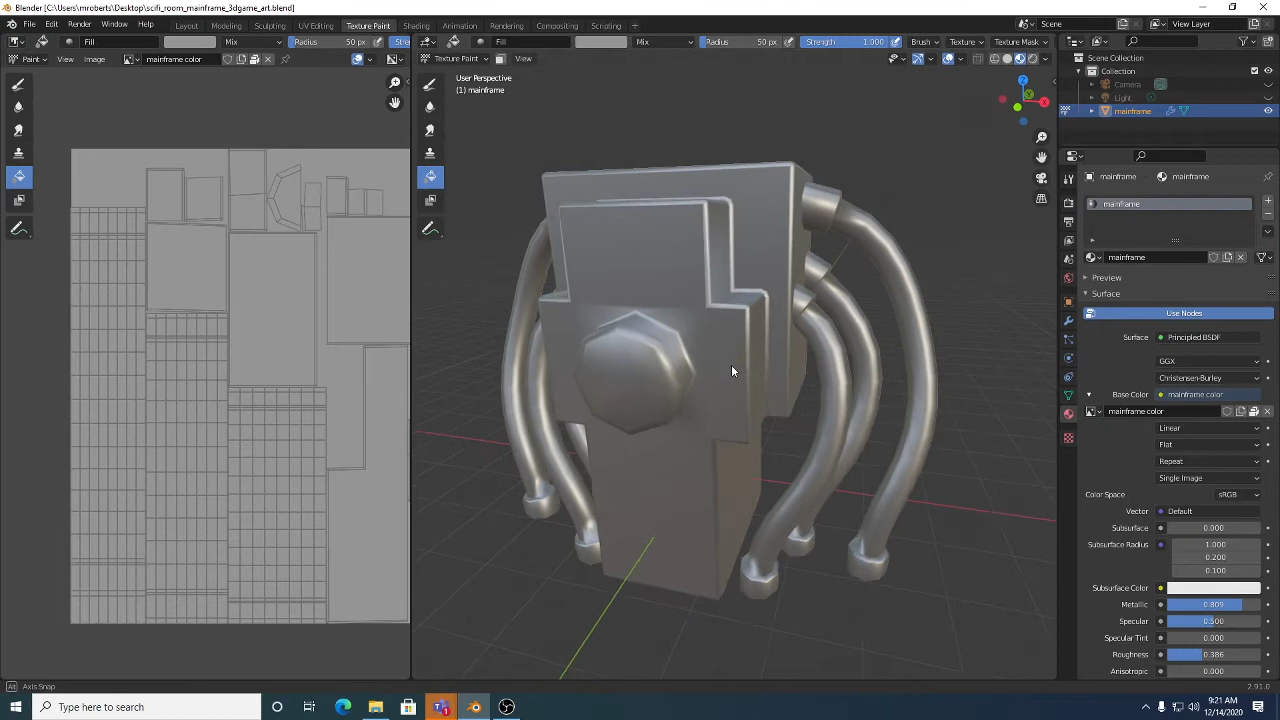 Blender [C:\Users\mroberts\Desktop\scifi_room_mainframe_3dgame_art.blend]
File Edit Render Window Help Layout Modeling Sculpting UV Editing Texture Paint Shading Animation Rendering Compositing Scripting Scene View Layer
Fill Mix Radius 50 px Fill Mix Radius 50 px Strength 1.000 Brush Texture Texture Mask
Paint View Image mainframe color Texture Paint View
Scene Collection
Collection
Camera
Light
mainframe
User Perspective
(1) mainframe
mainframe mainframe
mainframe
mainframe
Preview
Surface
Use Nodes
Surface Principled BSDF
GGX
Christensen-Burley
Base Color mainframe color
mainframe color
Linear
Flat
Repeat
Single Image
Color Space sRGB
Vector Default
Subsurface 0.000
Subsurface Radius 1.000
0.200
0.100
Subsurface Color
Metallic 0.809
Specular 0.500
Specular Tint 0.000
Roughness 0.386
Anisotropic 0.000
Axis Snap 2.91.0
Type here to search
9:21 AM
12/14/2020